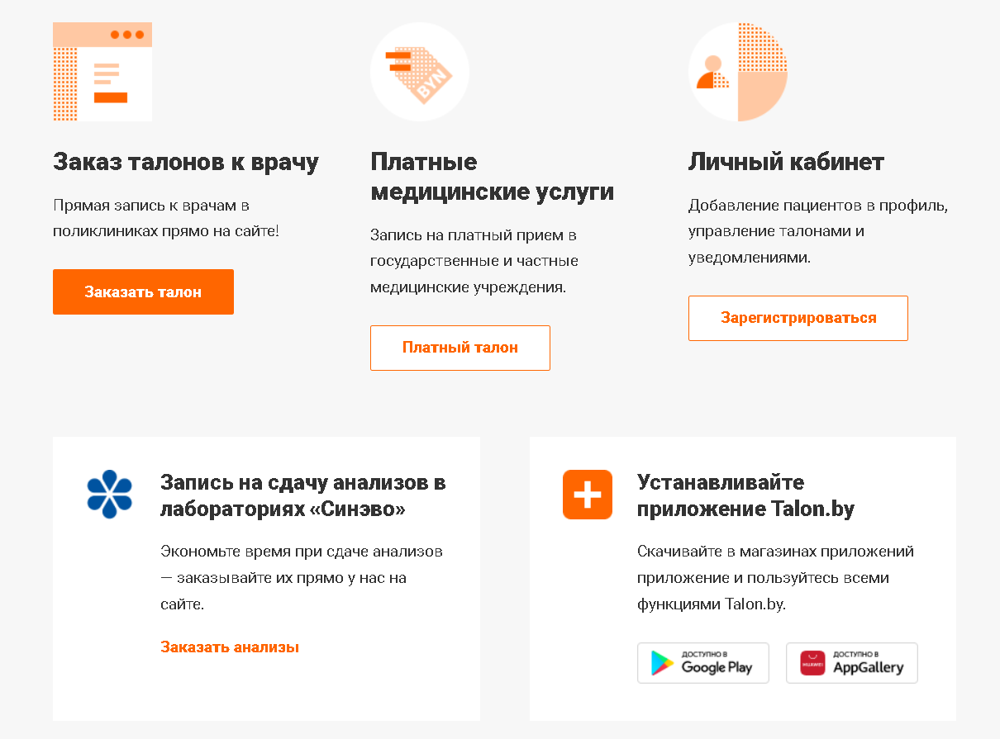 BYN
Заказ талонов к врачу
Прямая запись к врачам в
поликлиниках прямо на сайте!
Заказать талон
Платные
медицинские услуги
Запись на платный прием в
государственные и частные
медицинские учреждения.
Платный талон
Личный кабинет
Добавление пациентов в профиль,
управление талонами и
уведомлениями.
Зарегистрироваться
Запись на сдачу анализов в
лабораториях «Синэво»
Экономьте время при сдаче анализов
— заказывайте их прямо у нас на
сайте.
Заказать анализы
Устанавливайте
приложение Talon.by
Скачивайте в магазинах приложений
приложение и пользуйтесь всеми
функциями Talon.by.
ДОСТУПНО В
Google Play
HUAWEI
ДОСТУПНО В
AppGallery